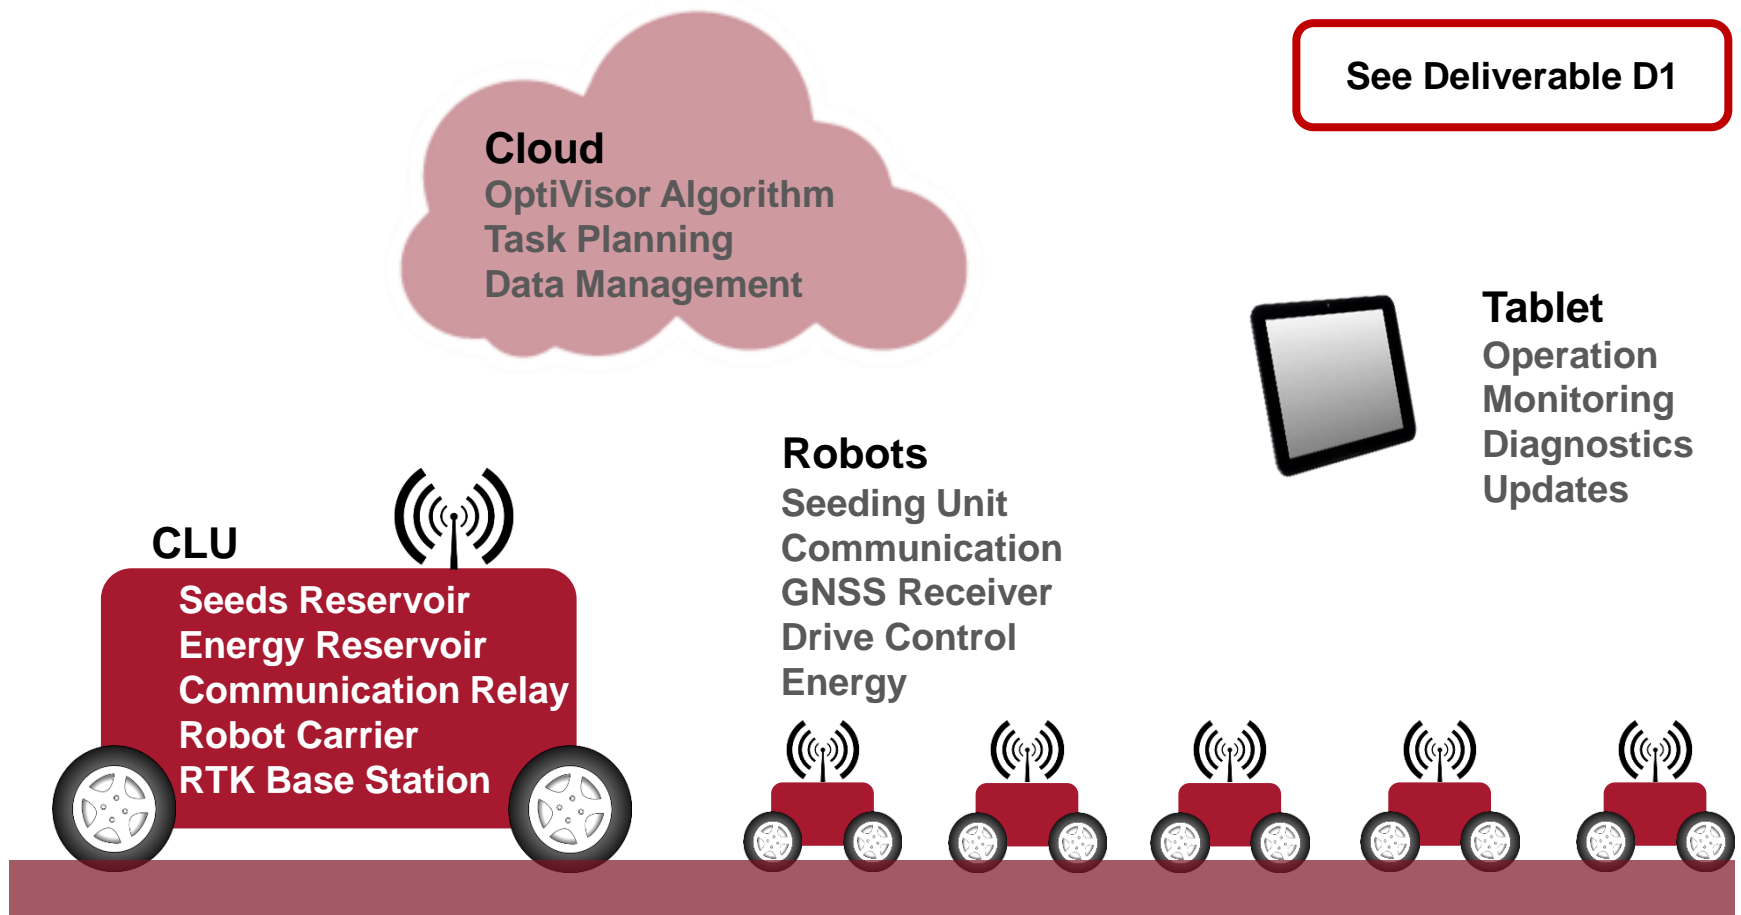 See Deliverable D1
Cloud
OptiVisor Algorithm
Task Planning
Data Management
Tablet
Operation
Monitoring
Diagnostics
Updates
Robots
Seeding Unit
Communication
GNSS Receiver
Drive Control
Energy
CLU
Seeds Reservoir
Energy Reservoir
Communication Relay
Robot Carrier
RTK Base Station